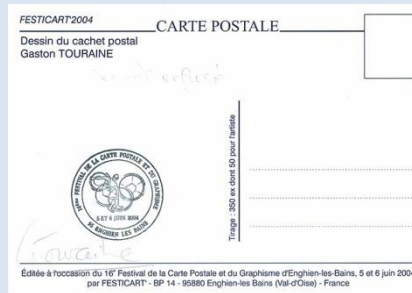 FESTICART'2004
CARTE POSTALE
Dessin du cachet postal
Gaston TOURAINE
16ème FESTIVAL DE LA CARTE POSTALE ET DU GRAPHISME
5 ET 6 JUIN 2004
95 ENGHIEN LES BAINS
Tirage : 350 ex dont 50 pour l'artiste
Touraine
Éditée à l'occasion du 16e Festival de la Carte Postale et du Graphisme d'Enghien-les-Bains, 5 et 6 juin 2004
par FESTICART' - BP 14 - 95880 Enghien-les Bains (Val-d'Oise) - France